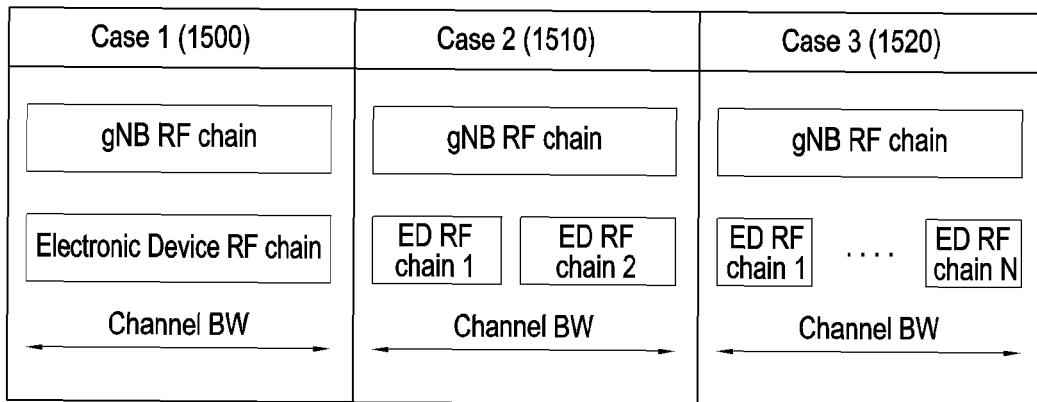 Case 1 (1500)
Case 2 (1510)
Case 3 (1520)
gNB RF chain
gNB RF chain
gNB RF chain
Electronic Device RF chain
ED RF
chain 1
ED RF
chain 2
ED RF
chain 1
....
ED RF
chain N
Channel BW
Channel BW
Channel BW